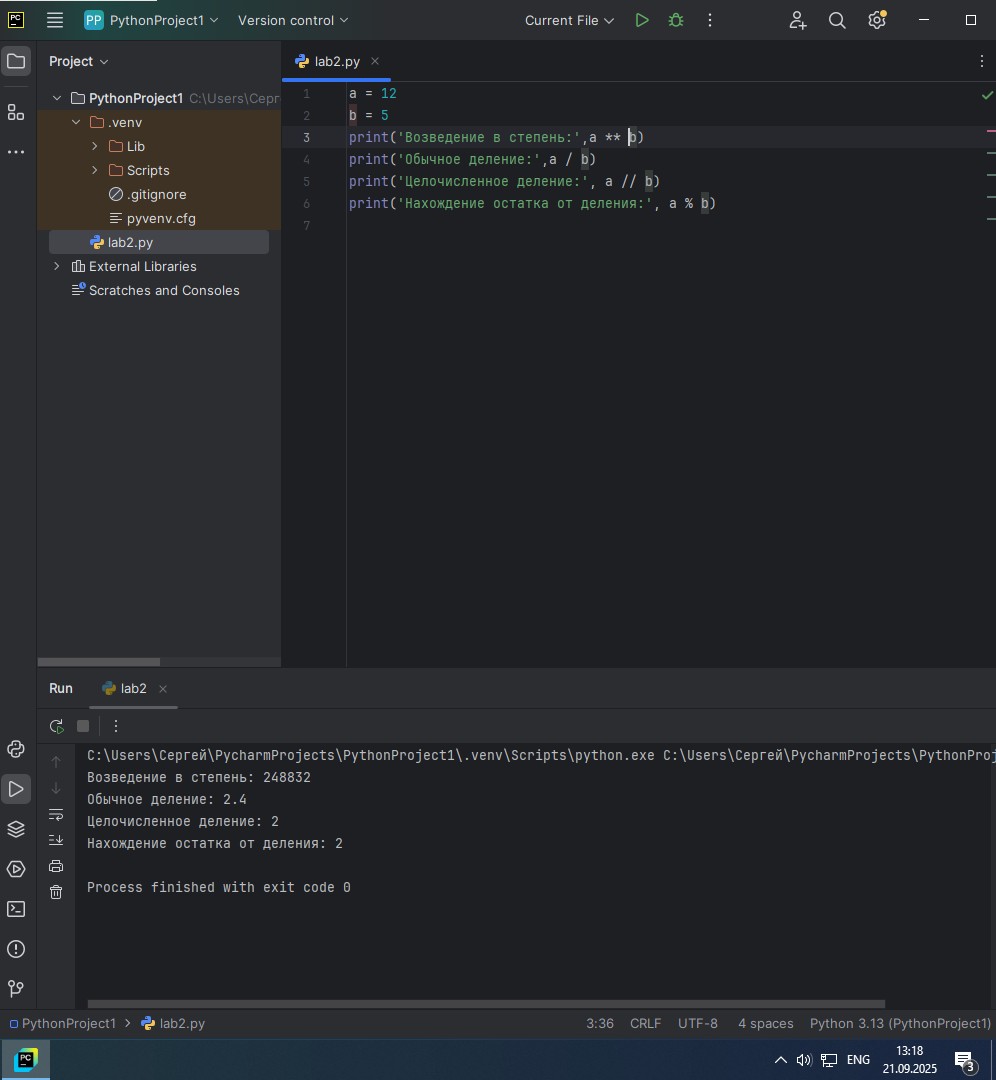 PC
PP PythonProject1
Version control
Current File
Project
lab2.py
PythonProject1 C:\Users\Сергe
.venv
Lib
Scripts
.gitignore
pyvenv.cfg
lab2.py
External Libraries
Scratches and Consoles
1 a = 12
2 b = 5
3 print('Возведение в степень:',a ** b)
4 print('Обычное деление:',a / b)
5 print('Целочисленное деление:', a // b)
6 print('Нахождение остатка от деления:', a % b)
7
Run
lab2
C:\Users\Сергей\PycharmProjects\PythonProject1\.venv\Scripts\python.exe C:\Users\Сергей\PycharmProjects\PythonProj
Возведение в степень: 248832
Обычное деление: 2.4
Целочисленное деление: 2
Нахождение остатка от деления: 2
Process finished with exit code 0
PythonProject1 > lab2.py
3:36 CRLF UTF-8 4 spaces Python 3.13 (PythonProject1)
PC
ENG
13:18
21.09.2025
3